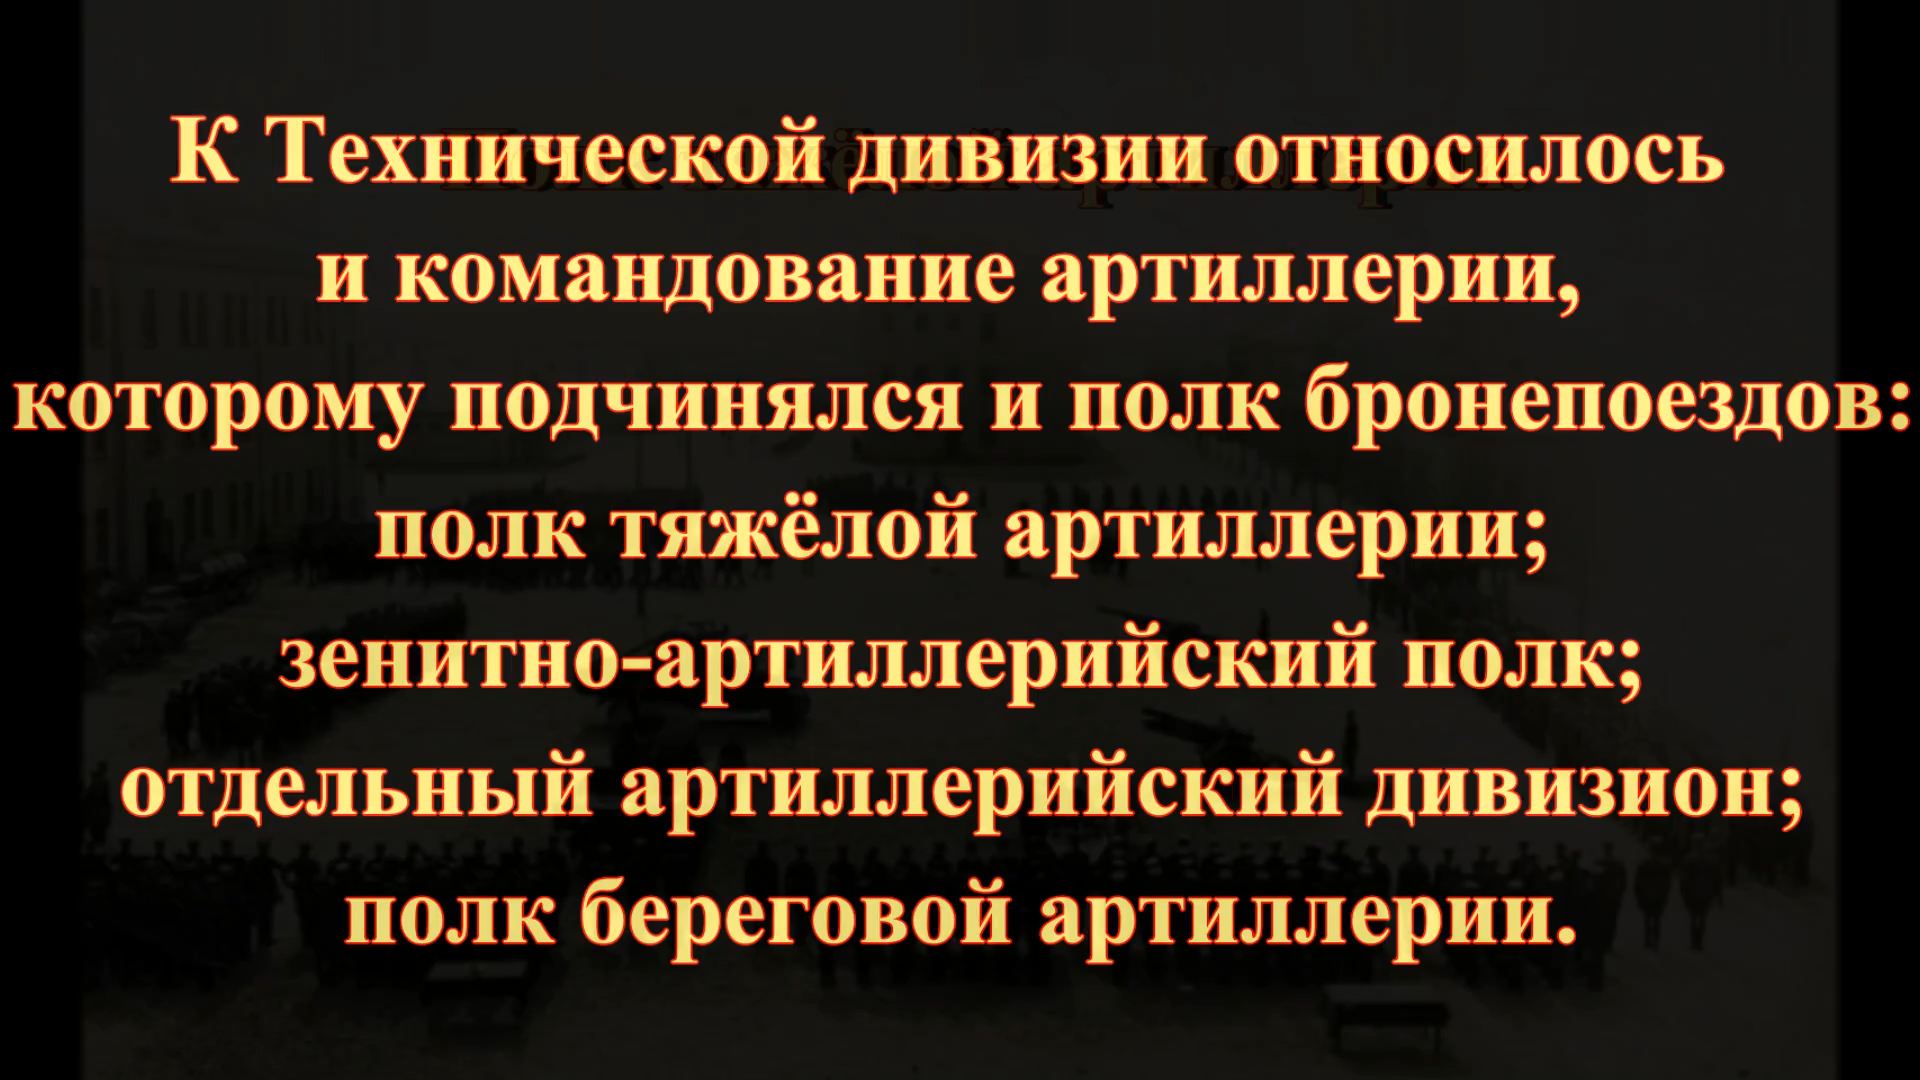 К Технической дивизии относилось
и командование артиллерии,
которому подчинялся и полк бронепоездов:
полк тяжёлой артиллерии;
зенитно-артиллерийский полк;
отдельный артиллерийский дивизион;
полк береговой артиллерии.